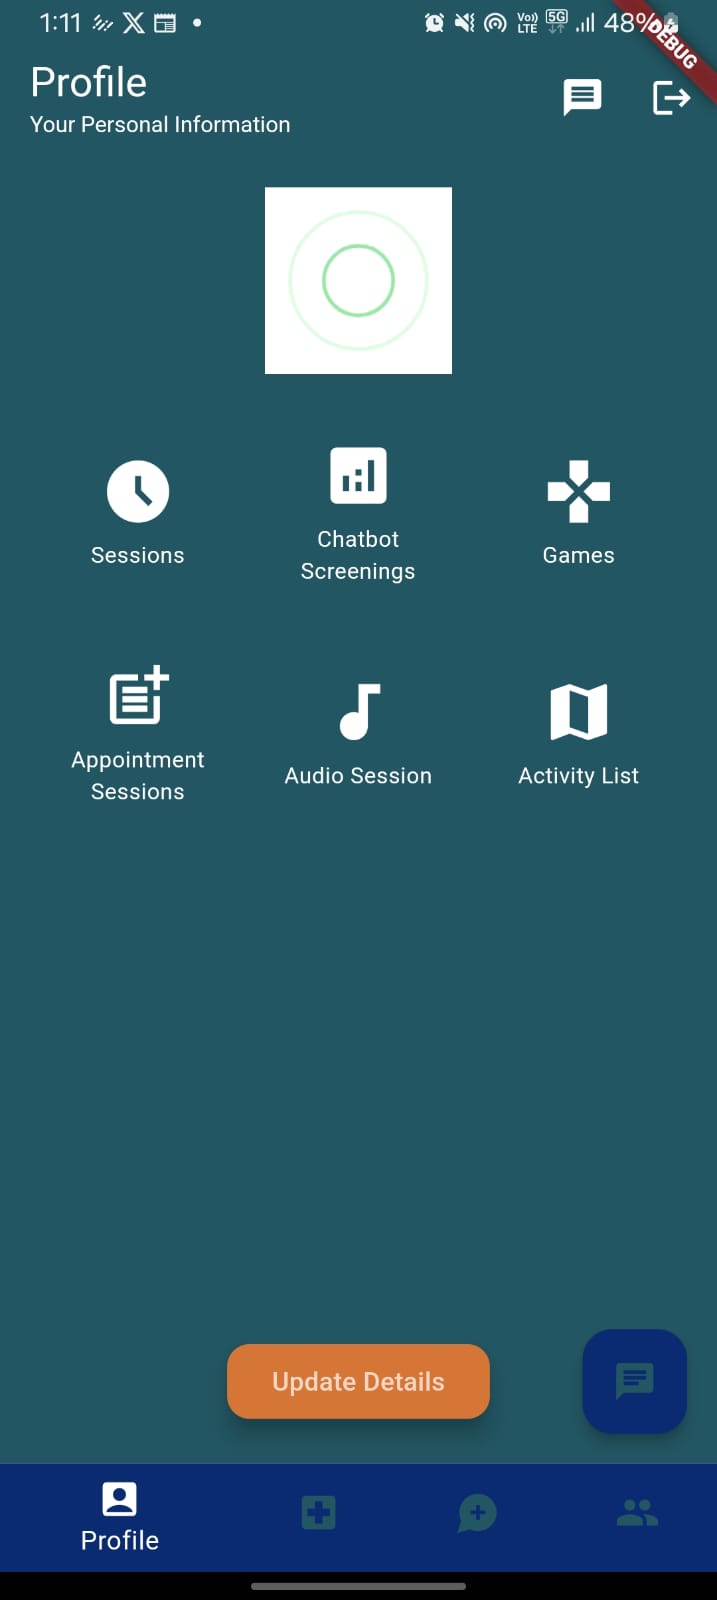 1:11
Vo))
LTE
5G
48%
DEBUG
Profile
Your Personal Information
Sessions
Chatbot
Screenings
Games
Appointment
Sessions
Audio Session
Activity List
Update Details
Profile